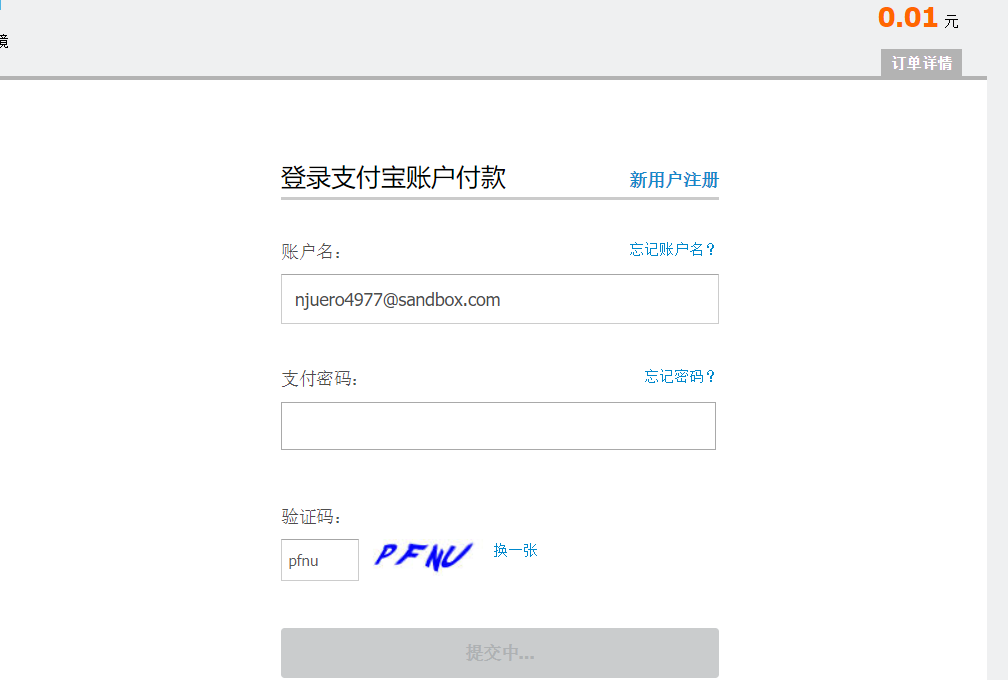 0.01 元
境
订单详情
登录支付宝账户付款 新用户注册
账户名： 忘记账户名？
njuero4977@sandbox.com
支付密码： 忘记密码？
验证码：
pfnu PFNU 换一张
提交中...